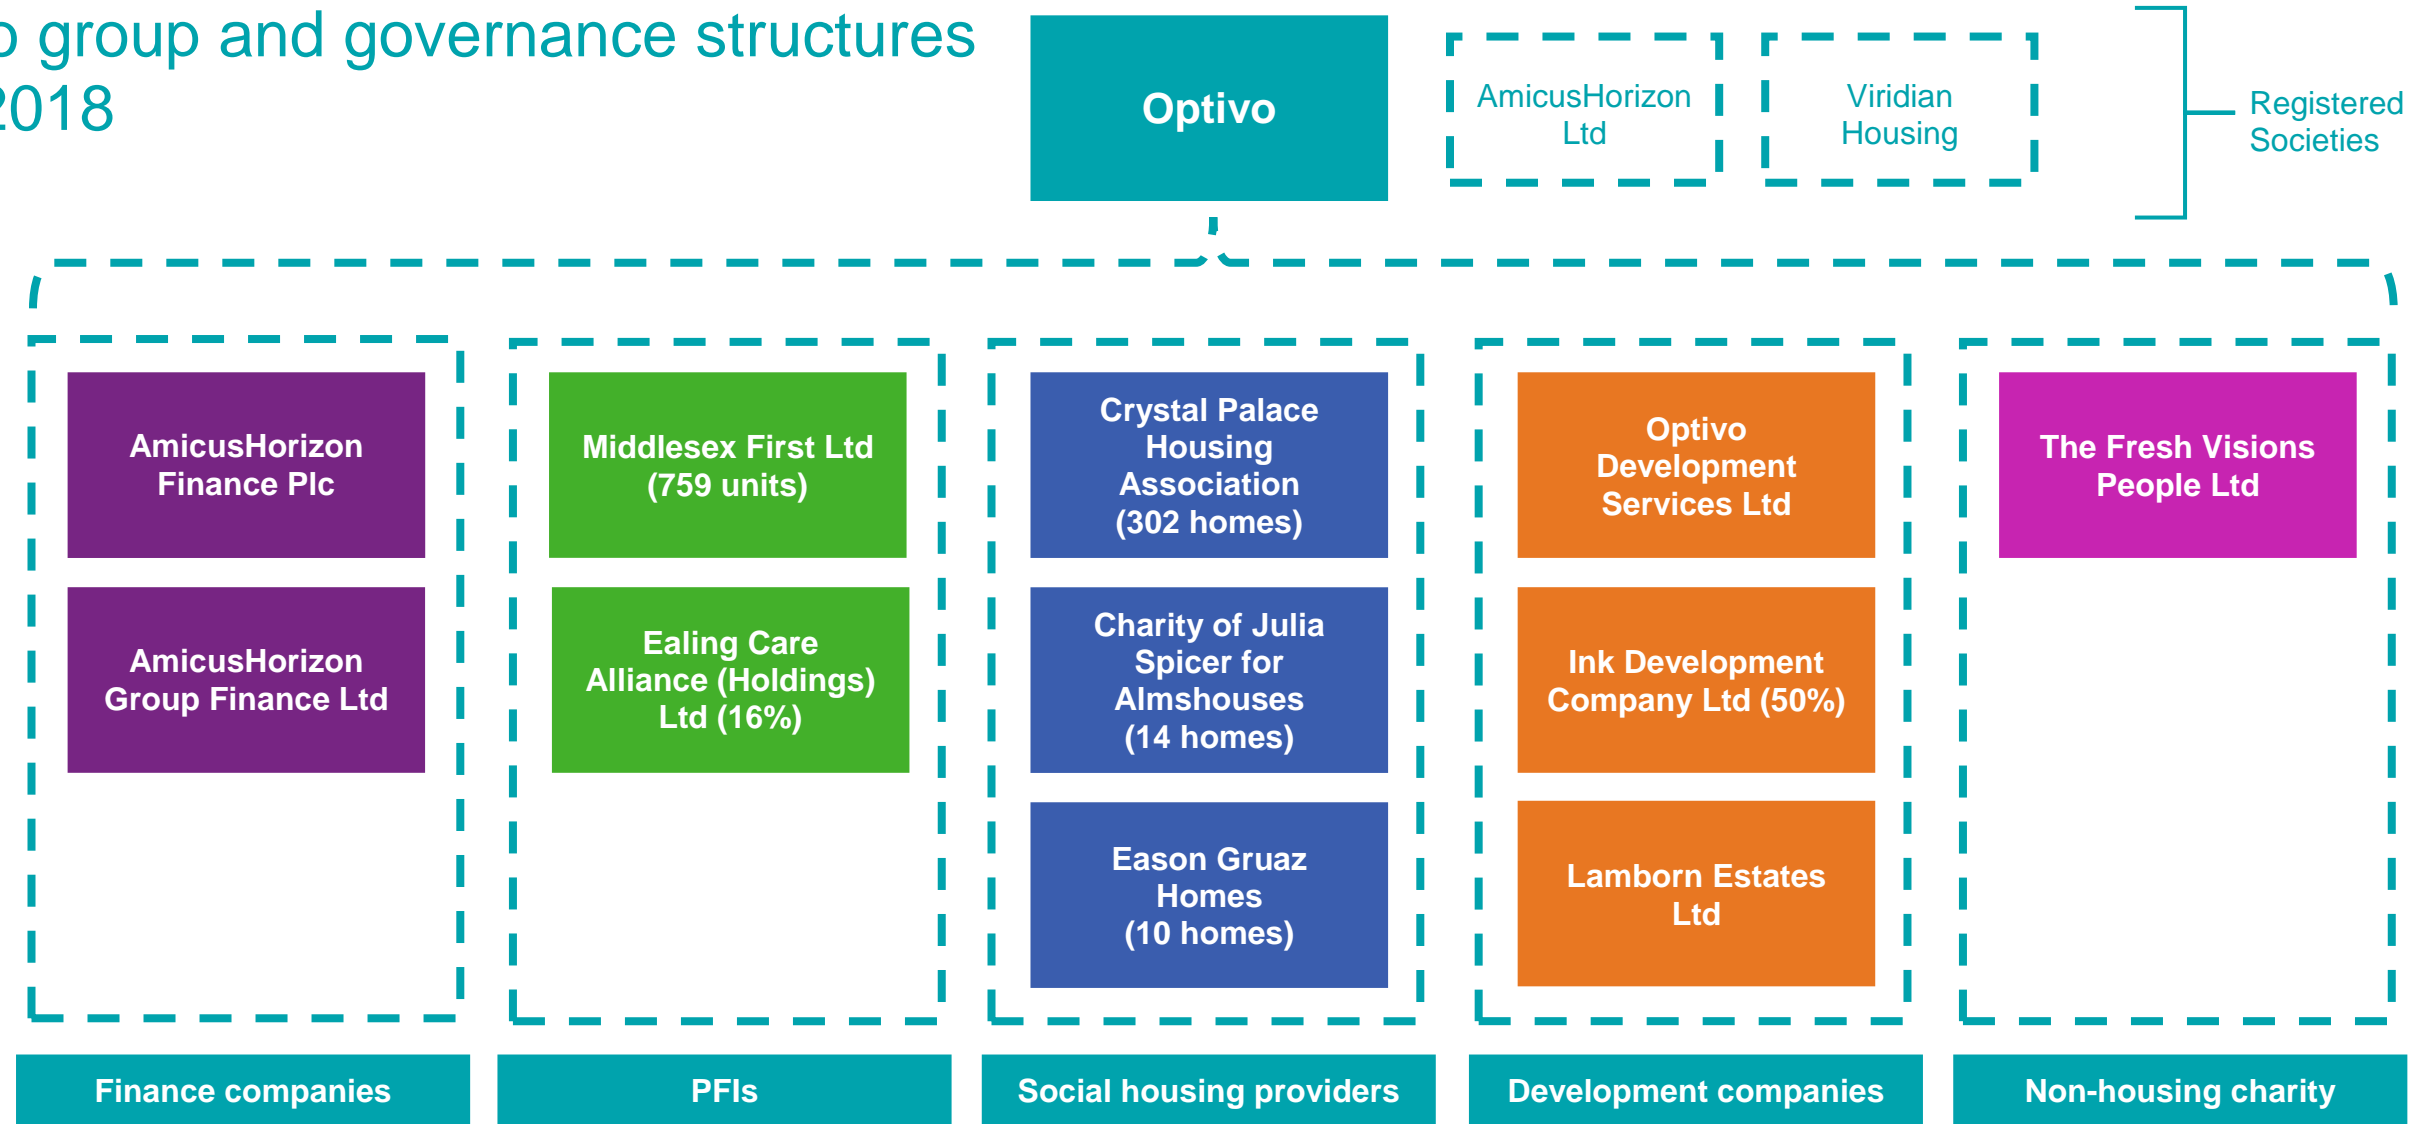 group and governance structures
2018
Optivo
AmicusHorizon
Ltd
Viridian
Housing
Registered
Societies
AmicusHorizon
Finance Plc
AmicusHorizon
Group Finance Ltd
Middlesex First Ltd
(759 units)
Ealing Care
Alliance (Holdings)
Ltd (16%)
Crystal Palace
Housing
Association
(302 homes)
Charity of Julia
Spicer for
Almshouses
(14 homes)
Eason Gruaz
Homes
(10 homes)
Optivo
Development
Services Ltd
Ink Development
Company Ltd (50%)
Lamborn Estates
Ltd
The Fresh Visions
People Ltd
Finance companies
PFIs
Social housing providers
Development companies
Non-housing charity